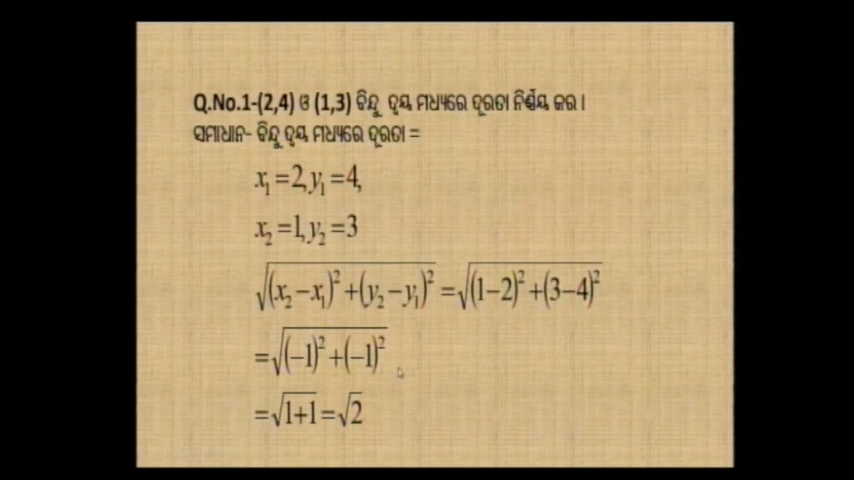 Q.No.1-(2,4) ଓ (1,3) ବିନ୍ଦୁ ଦ୍ଵୟ ମଧ୍ୟରେ ଦୂରତା ନିର୍ଣ୍ଣୟ କର ।
ସମାଧାନ- ବିନ୍ଦୁ ଦ୍ଵୟ ମଧ୍ୟରେ ଦୂରତା =
x₁ =2, y₁ =4,
x₂ =1, y₂ =3
√((x₂ −x₁)² +(y₂ −y₁)²) =√((1−2)² +(3−4)²)
=√((−1)² +(−1)²)
=√(1+1) =√2